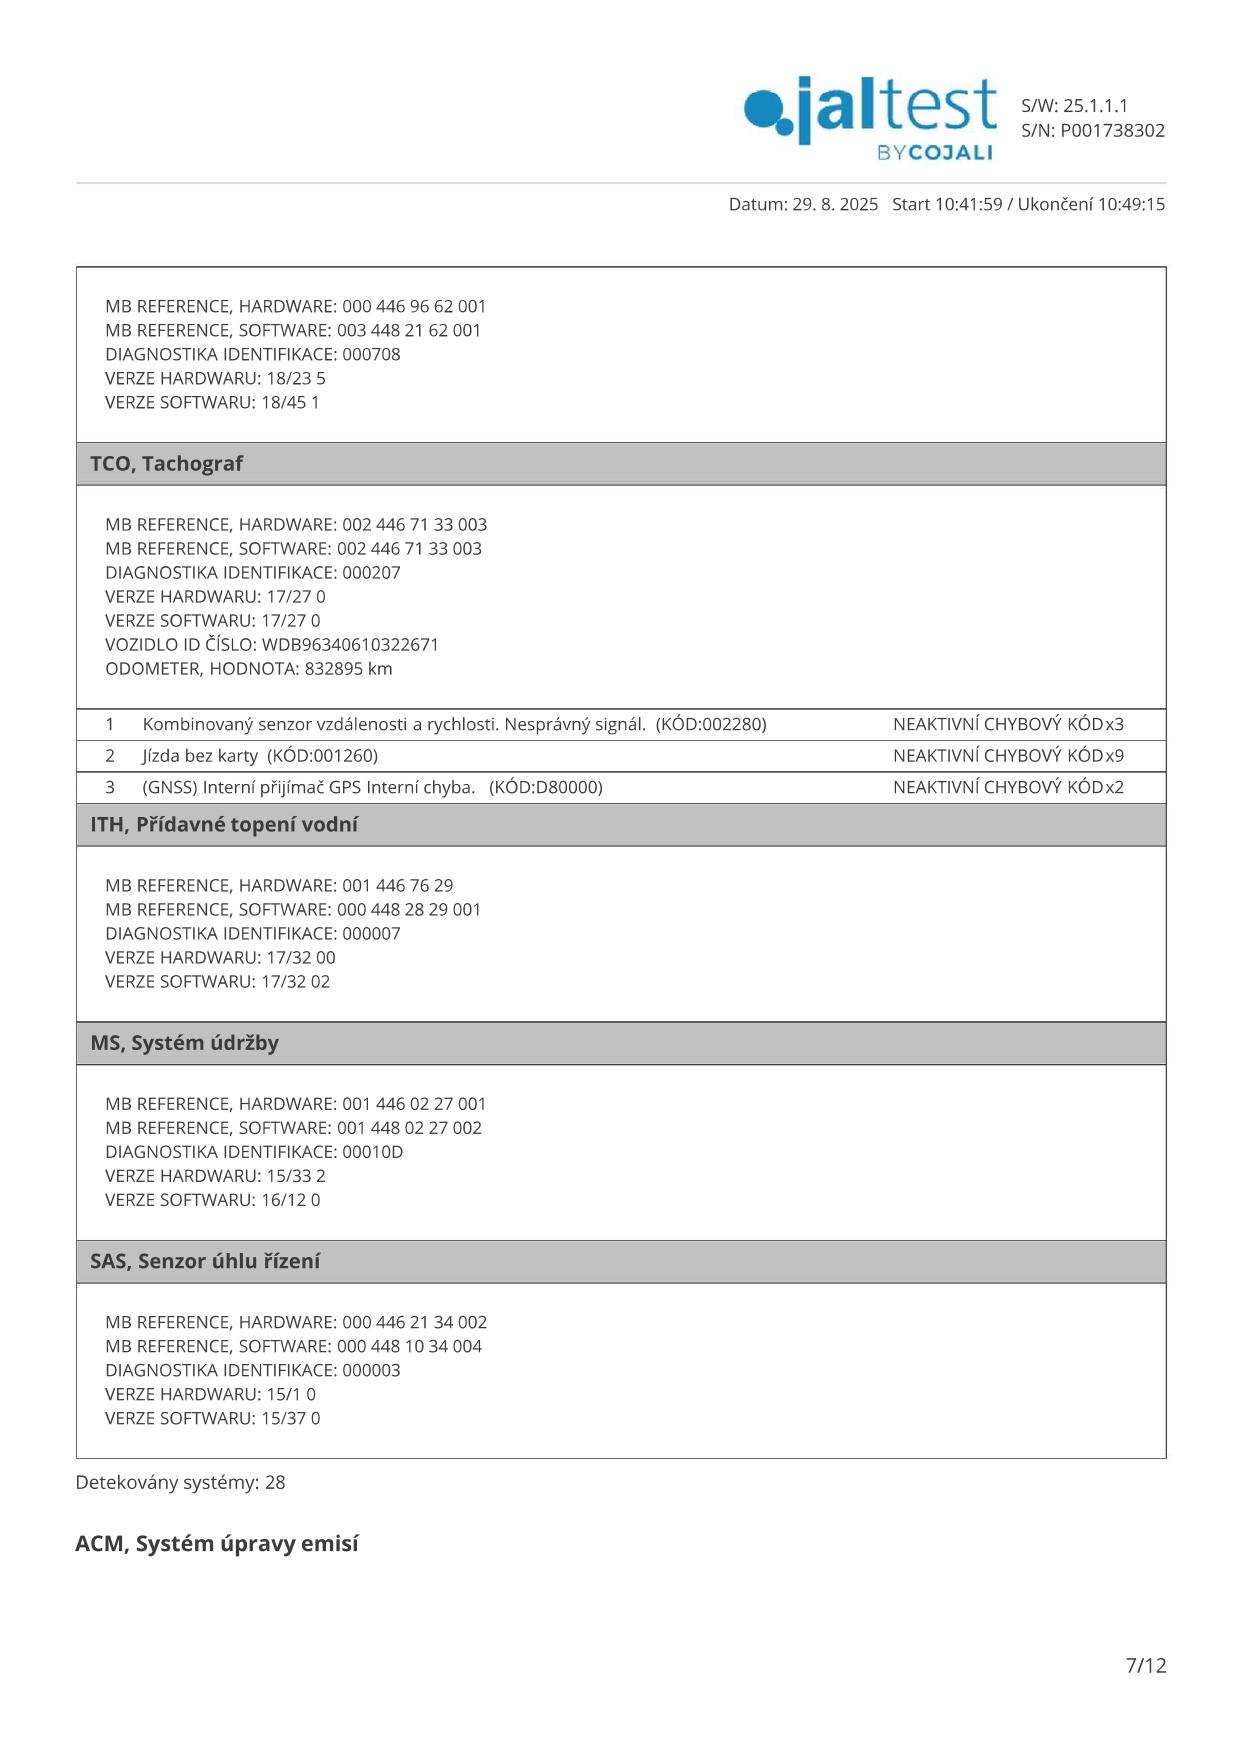 jaltest
BYCOJALI
S/W: 25.1.1.1
S/N: P001738302
Datum: 29. 8. 2025 Start 10:41:59 / Ukončení 10:49:15
MB REFERENCE, HARDWARE: 000 446 96 62 001
MB REFERENCE, SOFTWARE: 003 448 21 62 001
DIAGNOSTIKA IDENTIFIKACE: 000708
VERZE HARDWARU: 18/23 5
VERZE SOFTWARU: 18/45 1
TCO, Tachograf
MB REFERENCE, HARDWARE: 002 446 71 33 003
MB REFERENCE, SOFTWARE: 002 446 71 33 003
DIAGNOSTIKA IDENTIFIKACE: 000207
VERZE HARDWARU: 17/27 0
VERZE SOFTWARU: 17/27 0
VOZIDLO ID ČÍSLO: WDB96340610322671
ODOMETER, HODNOTA: 832895 km
1 Kombinovaný senzor vzdálenosti a rychlosti. Nesprávný signál. (KÓD:002280) NEAKTIVNÍ CHYBOVÝ KÓD x3
2 Jízda bez karty (KÓD:001260) NEAKTIVNÍ CHYBOVÝ KÓD x9
3 (GNSS) Interní přijímač GPS Interní chyba. (KÓD:D80000) NEAKTIVNÍ CHYBOVÝ KÓD x2
ITH, Přídavné topení vodní
MB REFERENCE, HARDWARE: 001 446 76 29
MB REFERENCE, SOFTWARE: 000 448 28 29 001
DIAGNOSTIKA IDENTIFIKACE: 000007
VERZE HARDWARU: 17/32 00
VERZE SOFTWARU: 17/32 02
MS, Systém údržby
MB REFERENCE, HARDWARE: 001 446 02 27 001
MB REFERENCE, SOFTWARE: 001 448 02 27 002
DIAGNOSTIKA IDENTIFIKACE: 00010D
VERZE HARDWARU: 15/33 2
VERZE SOFTWARU: 16/12 0
SAS, Senzor úhlu řízení
MB REFERENCE, HARDWARE: 000 446 21 34 002
MB REFERENCE, SOFTWARE: 000 448 10 34 004
DIAGNOSTIKA IDENTIFIKACE: 000003
VERZE HARDWARU: 15/1 0
VERZE SOFTWARU: 15/37 0
Detekovány systémy: 28
ACM, Systém úpravy emisí
7/12